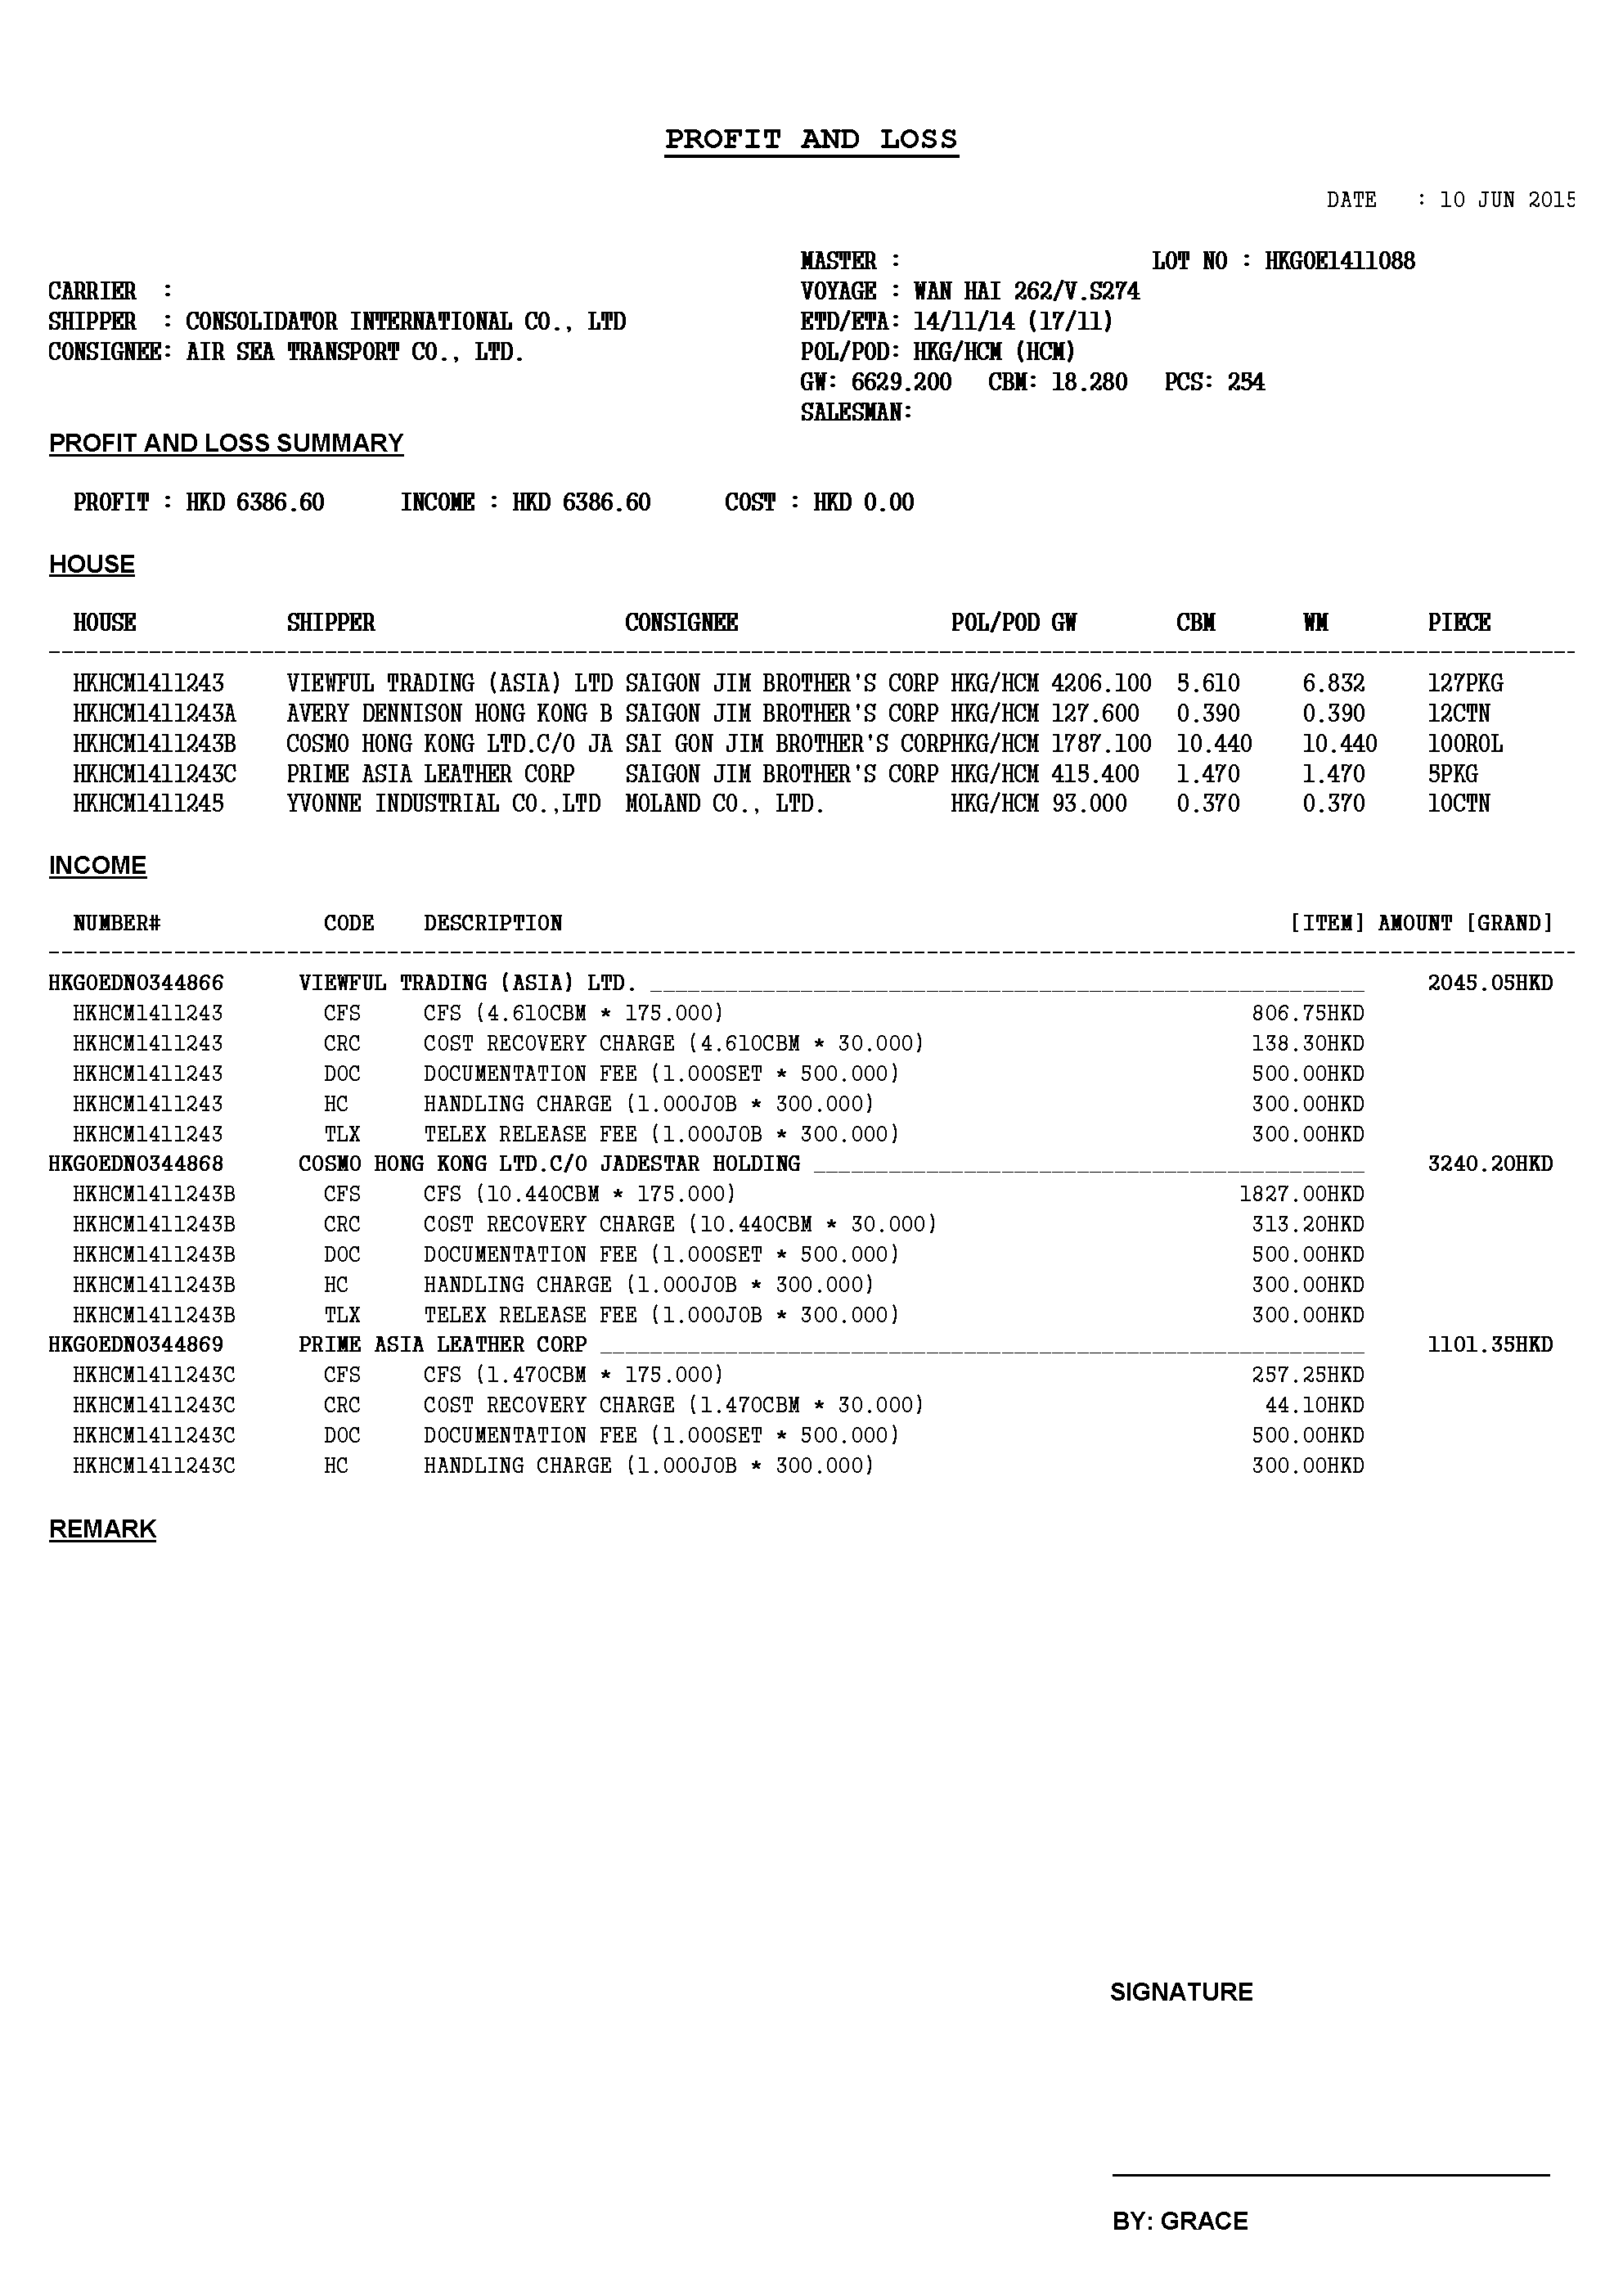 PROFIT AND LOSS
DATE : 10 JUN 2015
MASTER : LOT NO : HKGOE1411088
CARRIER : VOYAGE : WAN HAI 262/V.S274
SHIPPER : CONSOLIDATOR INTERNATIONAL CO., LTD ETD/ETA: 14/11/14 (17/11)
CONSIGNEE: AIR SEA TRANSPORT CO., LTD. POL/POD: HKG/HCM (HCM)
GW: 6629.200 CBM: 18.280 PCS: 254
SALESMAN:
PROFIT AND LOSS SUMMARY
PROFIT : HKD 6386.60 INCOME : HKD 6386.60 COST : HKD 0.00
HOUSE
HOUSE SHIPPER CONSIGNEE POL/POD GW CBM WM PIECE
HKHCM1411243 VIEWFUL TRADING (ASIA) LTD SAIGON JIM BROTHER'S CORP HKG/HCM 4206.100 5.610 6.832 127PKG
HKHCM1411243A AVERY DENNISON HONG KONG B SAIGON JIM BROTHER'S CORP HKG/HCM 127.600 0.390 0.390 12CTN
HKHCM1411243B COSMO HONG KONG LTD.C/O JA SAI GON JIM BROTHER'S CORPHKG/HCM 1787.100 10.440 10.440 100ROL
HKHCM1411243C PRIME ASIA LEATHER CORP SAIGON JIM BROTHER'S CORP HKG/HCM 415.400 1.470 1.470 5PKG
HKHCM1411245 YVONNE INDUSTRIAL CO.,LTD MOLAND CO., LTD. HKG/HCM 93.000 0.370 0.370 10CTN
INCOME
NUMBER# CODE DESCRIPTION [ITEM] AMOUNT [GRAND]
HKGOEDN0344866 VIEWFUL TRADING (ASIA) LTD. 2045.05HKD
HKHCM1411243 CFS CFS (4.610CBM * 175.000) 806.75HKD
HKHCM1411243 CRC COST RECOVERY CHARGE (4.610CBM * 30.000) 138.30HKD
HKHCM1411243 DOC DOCUMENTATION FEE (1.000SET * 500.000) 500.00HKD
HKHCM1411243 HC HANDLING CHARGE (1.000JOB * 300.000) 300.00HKD
HKHCM1411243 TLX TELEX RELEASE FEE (1.000JOB * 300.000) 300.00HKD
HKGOEDN0344868 COSMO HONG KONG LTD.C/O JADESTAR HOLDING 3240.20HKD
HKHCM1411243B CFS CFS (10.440CBM * 175.000) 1827.00HKD
HKHCM1411243B CRC COST RECOVERY CHARGE (10.440CBM * 30.000) 313.20HKD
HKHCM1411243B DOC DOCUMENTATION FEE (1.000SET * 500.000) 500.00HKD
HKHCM1411243B HC HANDLING CHARGE (1.000JOB * 300.000) 300.00HKD
HKHCM1411243B TLX TELEX RELEASE FEE (1.000JOB * 300.000) 300.00HKD
HKGOEDN0344869 PRIME ASIA LEATHER CORP 1101.35HKD
HKHCM1411243C CFS CFS (1.470CBM * 175.000) 257.25HKD
HKHCM1411243C CRC COST RECOVERY CHARGE (1.470CBM * 30.000) 44.10HKD
HKHCM1411243C DOC DOCUMENTATION FEE (1.000SET * 500.000) 500.00HKD
HKHCM1411243C HC HANDLING CHARGE (1.000JOB * 300.000) 300.00HKD
REMARK
SIGNATURE
BY: GRACE